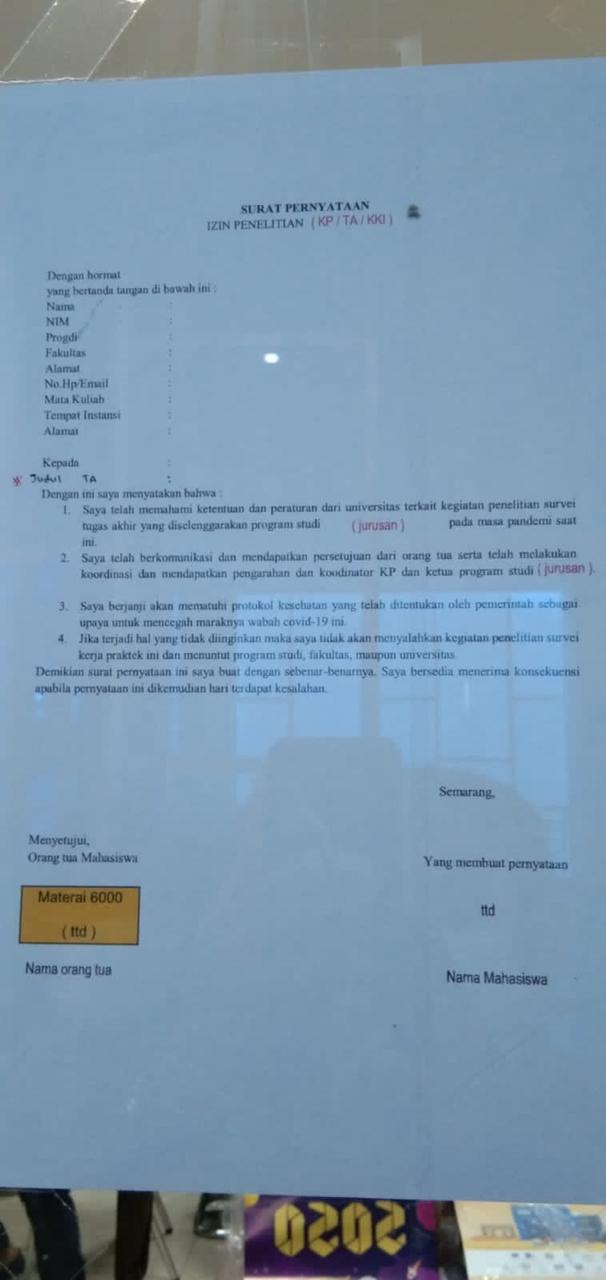 SURAT PERNYATAAN
IZIN PENELITIAN ( KP / TA / KKI )
Dengan hormat
yang bertanda tangan di bawah ini :
Nama :
NIM :
Progdi :
Fakultas :
Alamat :
No.Hp/Email :
Mata Kuliah :
Tempat Instansi :
Alamat :
Kepada :
* Judul TA :
Dengan ini saya menyatakan bahwa :
1. Saya telah memahami ketentuan dan peraturan dari universitas terkait kegiatan penelitian survei
tugas akhir yang diselenggarakan program studi ( jurusan ) pada masa pandemi saat
ini.
2. Saya telah berkomunikasi dan mendapatkan persetujuan dari orang tua serta telah melakukan
koordinasi dan mendapatkan pengarahan dan koodinator KP dan ketua program studi ( jurusan ).
3. Saya berjanji akan mematuhi protokol kesehatan yang telah ditentukan oleh pemerintah sebagai
upaya untuk mencegah maraknya wabah covid-19 ini.
4. Jika terjadi hal yang tidak diinginkan maka saya tidak akan menyalahkan kegiatan penelitian survei
kerja praktek ini dan menuntut program studi, fakultas, maupun universitas.
Demikian surat pernyataan ini saya buat dengan sebenar-benarnya. Saya bersedia menerima konsekuensi
apabila pernyataan ini dikemudian hari terdapat kesalahan.
Semarang,
Menyetujui,
Orang tua Mahasiswa
Yang membuat pernyataan
Materai 6000
( ttd )
ttd
Nama orang tua
Nama Mahasiswa
2020